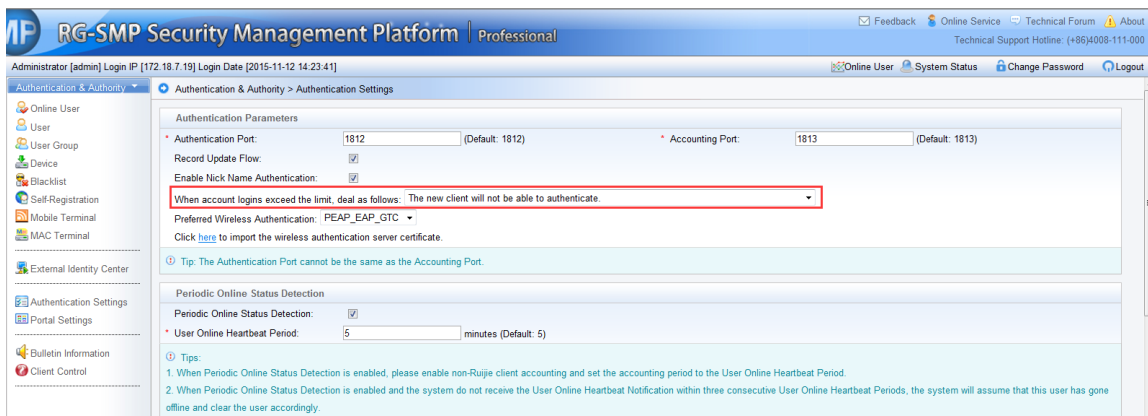 MP RG-SMP Security Management Platform | Professional
Feedback Online Service Technical Forum About
Technical Support Hotline: (+86)4008-111-000
Administrator [admin] Login IP [172.18.7.19] Login Date [2015-11-12 14:23:41]
Online User System Status Change Password Logout
Authentication & Authority
Online User
User
User Group
Device
Blacklist
Self-Registration
Mobile Terminal
MAC Terminal
External Identity Center
Authentication Settings
Portal Settings
Bulletin Information
Client Control
Authentication & Authority > Authentication Settings
Authentication Parameters
* Authentication Port: 1812 (Default: 1812) * Accounting Port: 1813 (Default: 1813)
Record Update Flow:
Enable Nick Name Authentication:
When account logins exceed the limit, deal as follows: The new client will not be able to authenticate.
Preferred Wireless Authentication: PEAP_EAP_GTC
Click here to import the wireless authentication server certificate.
Tip: The Authentication Port cannot be the same as the Accounting Port.
Periodic Online Status Detection
Periodic Online Status Detection:
* User Online Heartbeat Period: 5 minutes (Default: 5)
Tips:
1. When Periodic Online Status Detection is enabled, please enable non-Ruijie client accounting and set the accounting period to the User Online Heartbeat Period.
2. When Periodic Online Status Detection is enabled and the system do not receive the User Online Heartbeat Notification within three consecutive User Online Heartbeat Periods, the system will assume that this user has gone
offline and clear the user accordingly.